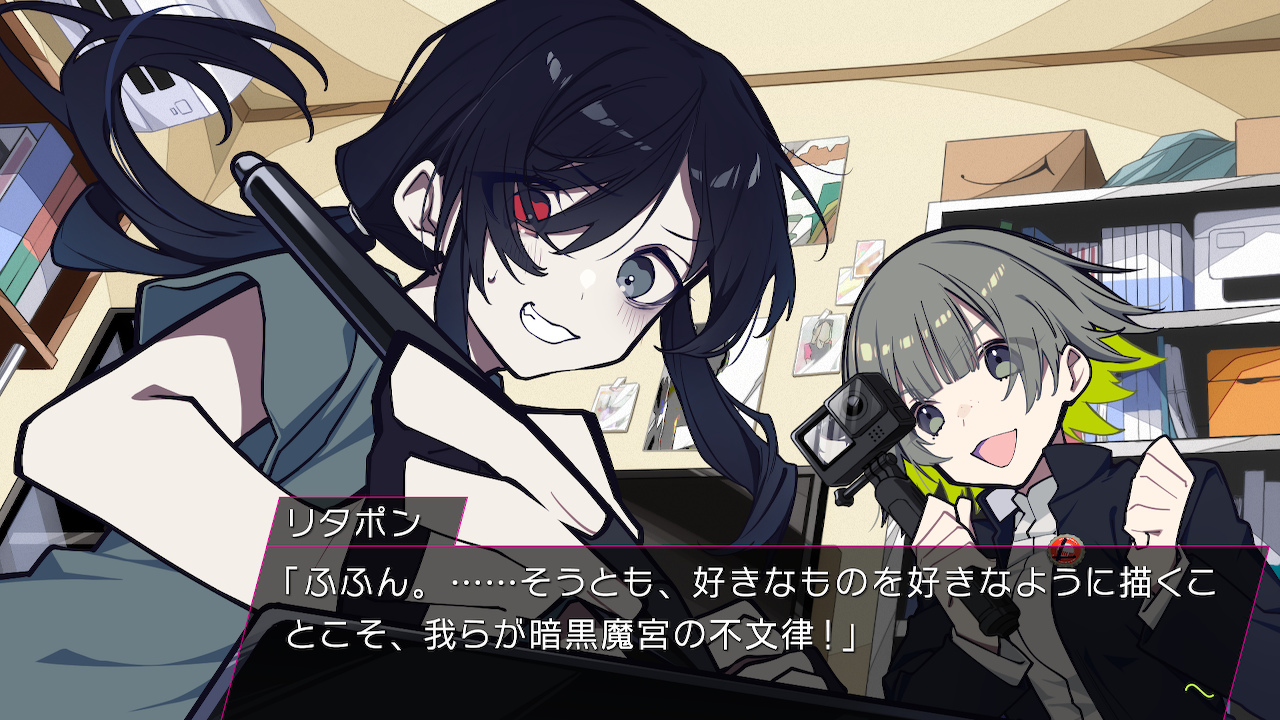 リタポン
「ふふん。……そうとも、好きなものを好きなように描くこ
とこそ、我らが暗黒魔宮の不文律！」